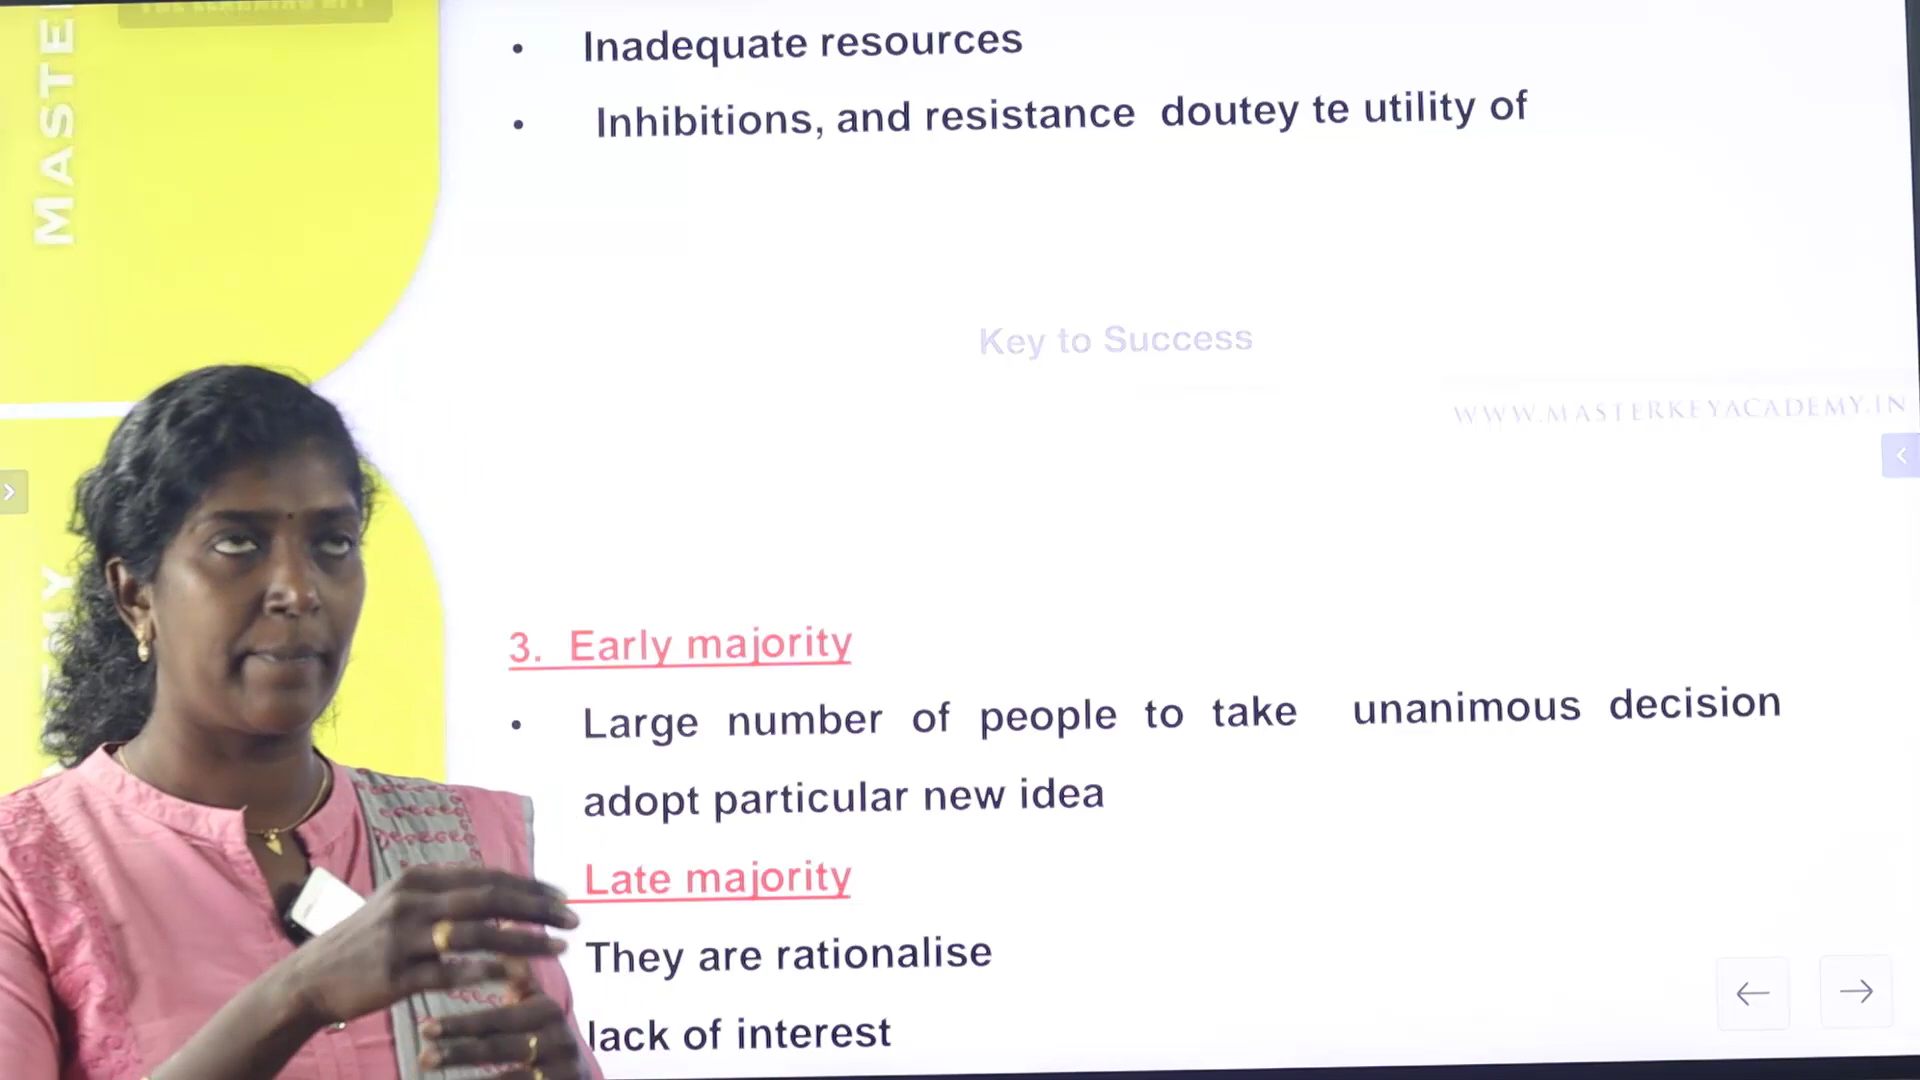 MASTE
Inadequate resources
Inhibitions, and resistance doutey te utility of
Key to Success
WWW.MASTERKEYACADEMY.IN
3. Early majority
Large number of people to take unanimous decision
adopt particular new idea
Late majority
They are rationalise
lack of interest